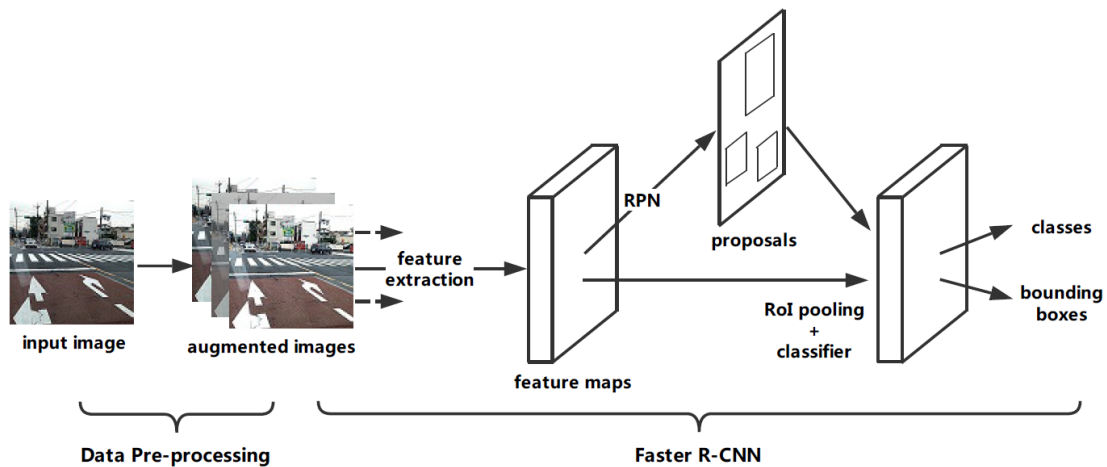 RPN
proposals
feature
extraction
classes
bounding
boxes
RoI pooling
+
classifier
input image
augmented images
feature maps
Data Pre-processing
Faster R-CNN